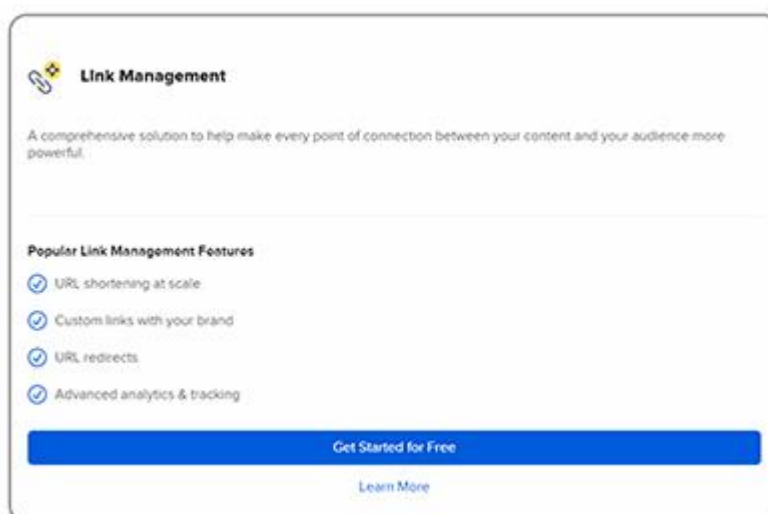 Link Management
A comprehensive solution to help make every point of connection between your content and your audience more
powerful.
Popular Link Management Features
URL shortening at scale
Custom links with your brand
URL redirects
Advanced analytics & tracking
Get Started for Free
Learn More